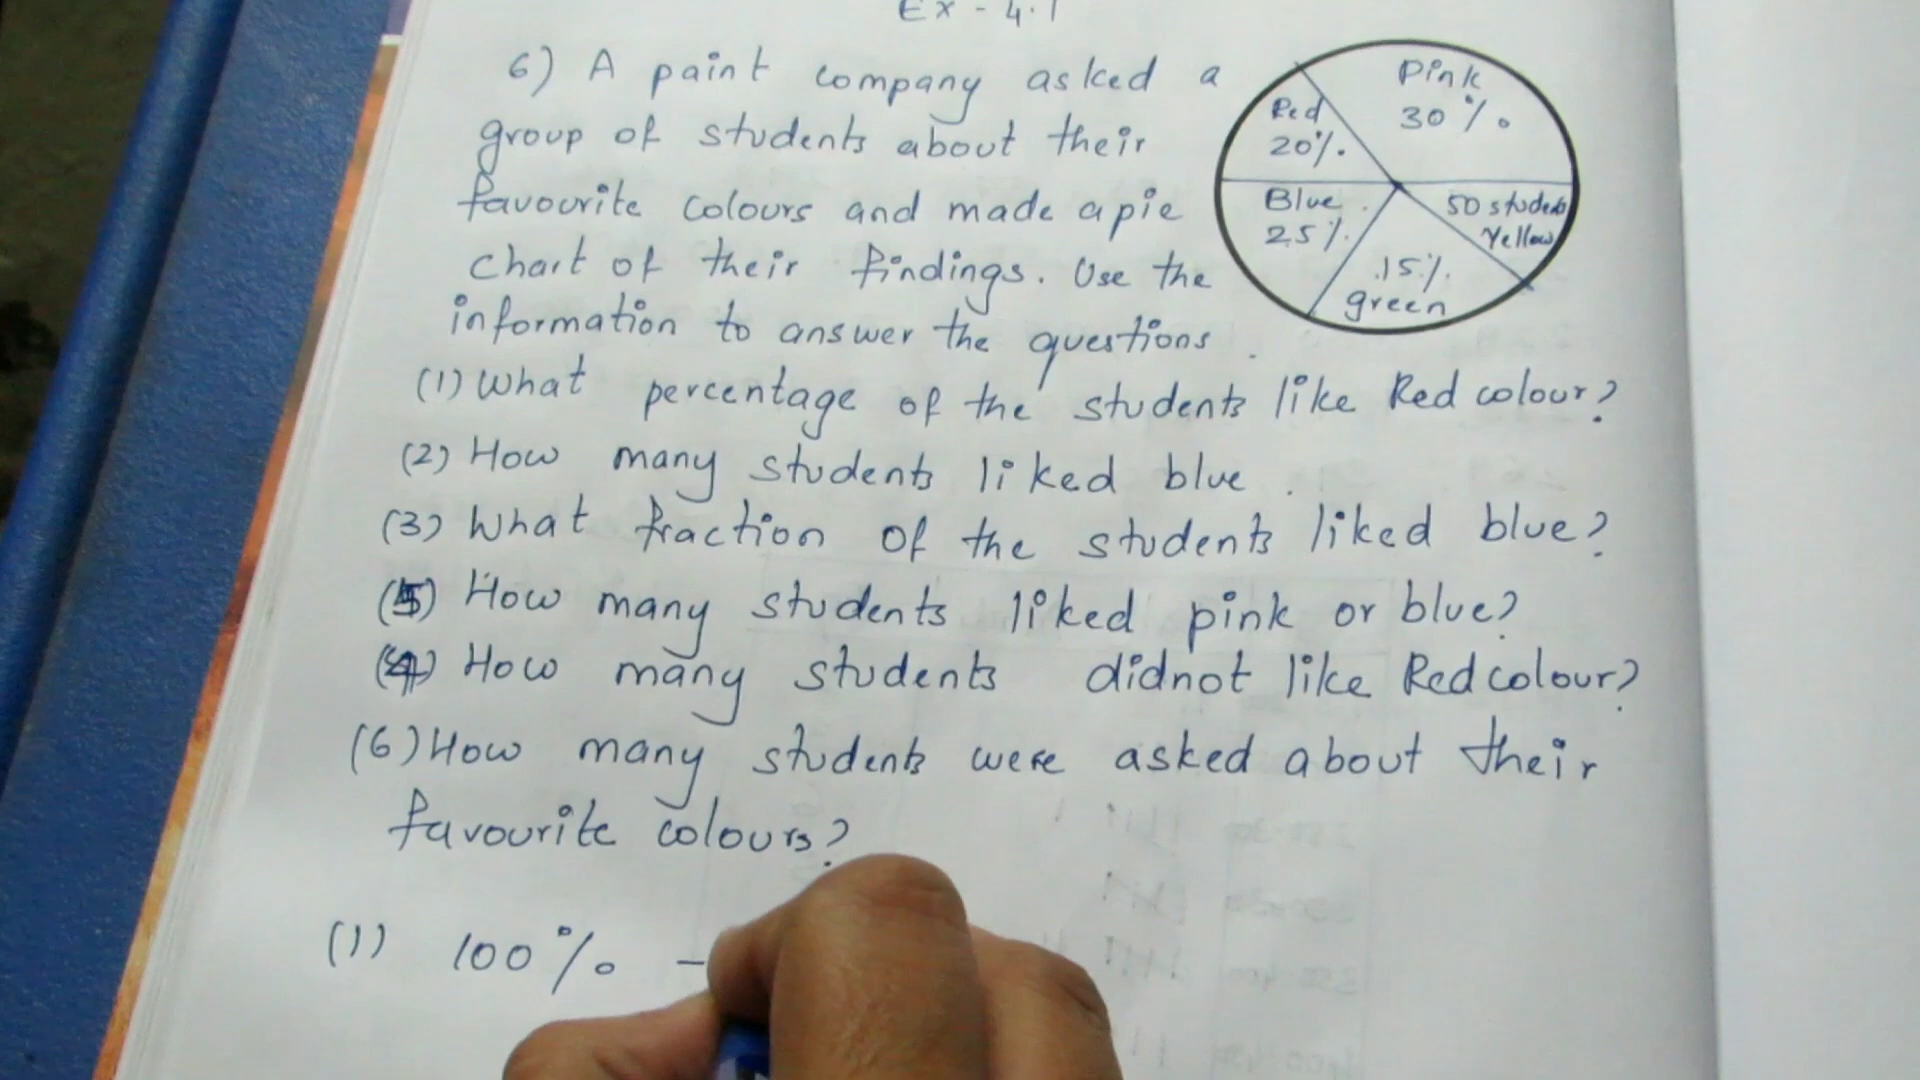 Ex - 4.1
6) A paint company asked a
group of students about their
favourite colours and made a pie
chart of their findings. Use the
information to answer the questions.
Pink
30%
Red
20%.
Blue
25%.
50 students
Yellow
15%.
green
(1) What percentage of the students like Red colour?
(2) How many students liked blue.
(3) What fraction of the students liked blue?
(5) How many students liked pink or blue?
(4) How many students didnot like Red colour?
(6) How many students were asked about their
favourite colours?
(1) 100% -